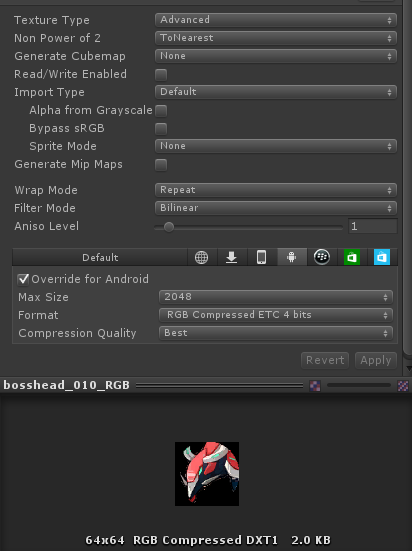 Texture Type Advanced
Non Power of 2 ToNearest
Generate Cubemap None
Read/Write Enabled
Import Type Default
Alpha from Grayscale
Bypass sRGB
Sprite Mode None
Generate Mip Maps
Wrap Mode Repeat
Filter Mode Bilinear
Aniso Level 1
Default
Override for Android
Max Size 2048
Format RGB Compressed ETC 4 bits
Compression Quality Best
Revert Apply
bosshead_010_RGB
64x64 RGB Compressed DXT1 2.0 KB